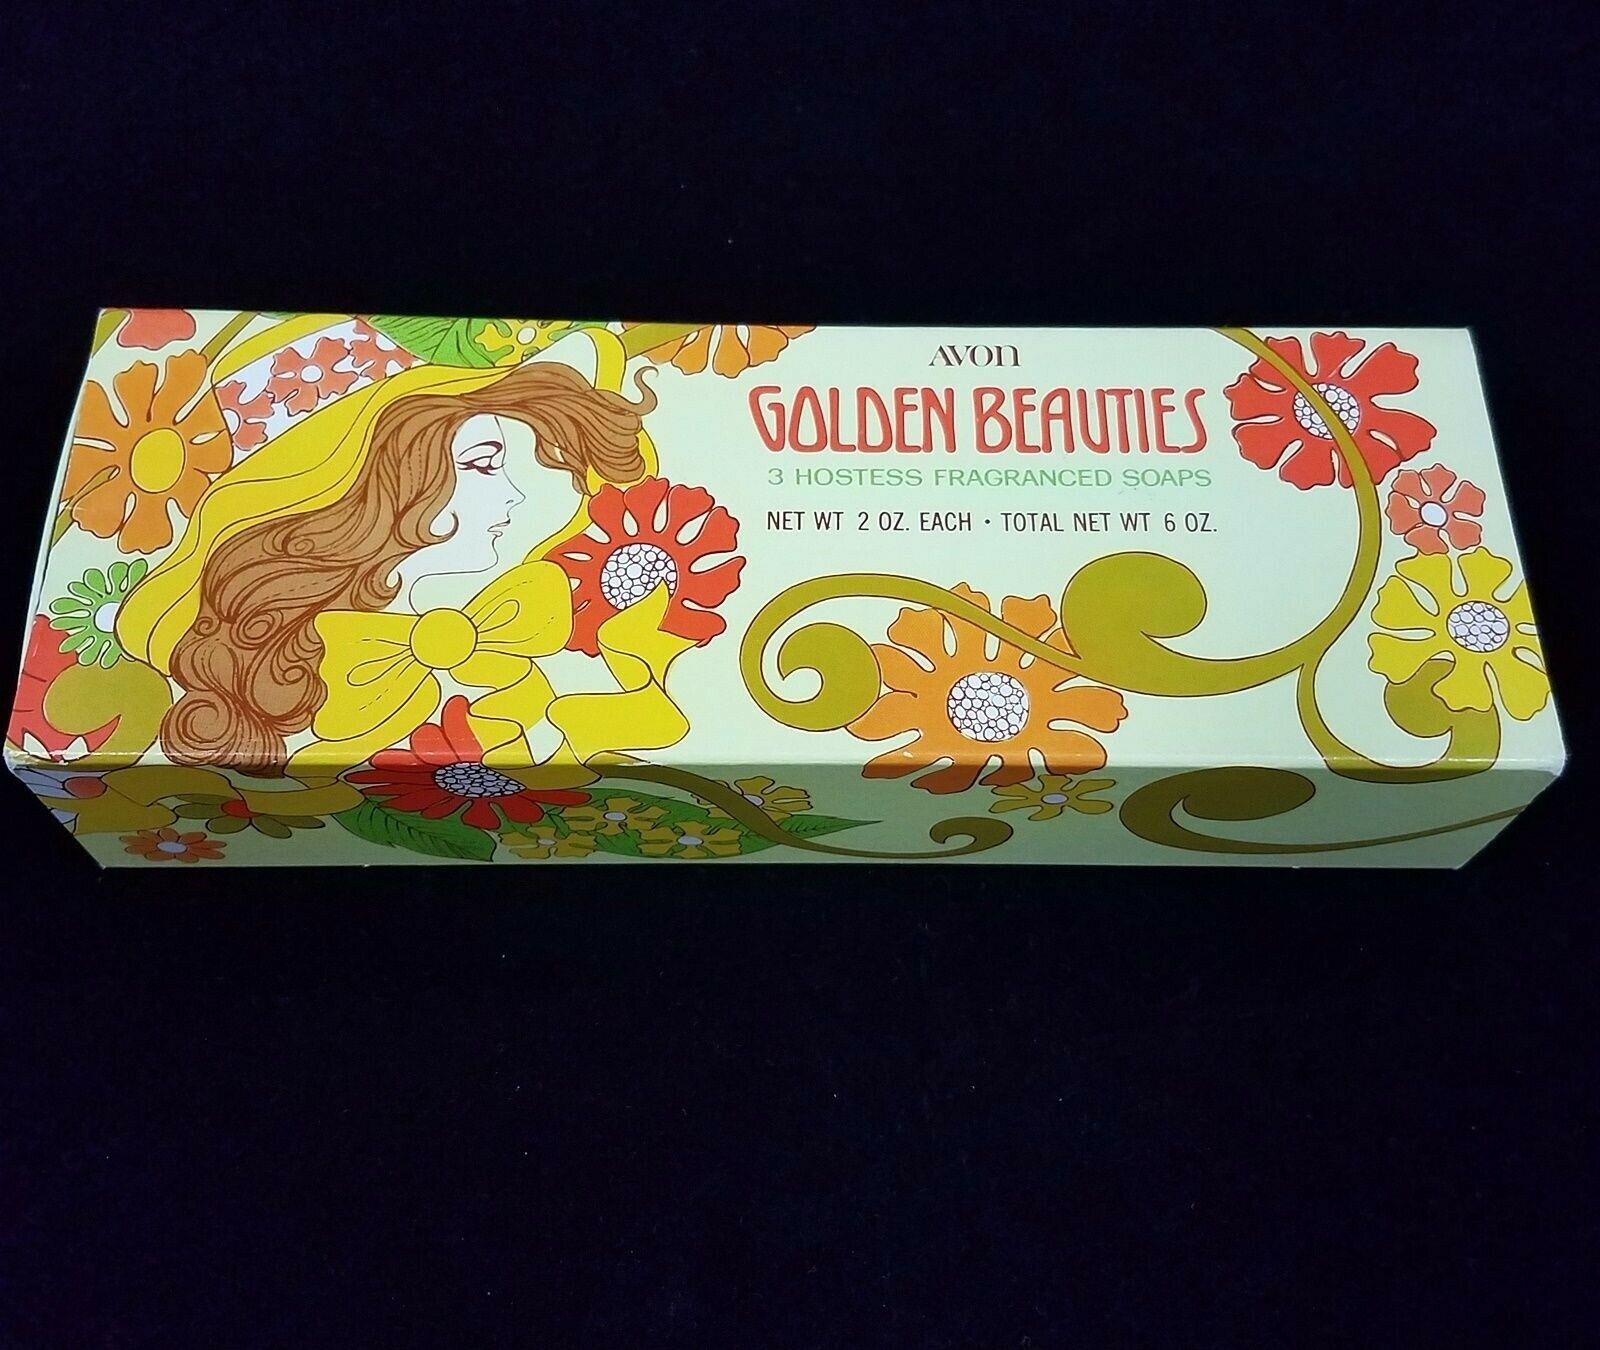 AVON
GOLDEN BEAUTIES
3 HOSTESS FRAGRANCED SOAPS
NET WT 2 OZ. EACH • TOTAL NET WT 6 OZ.